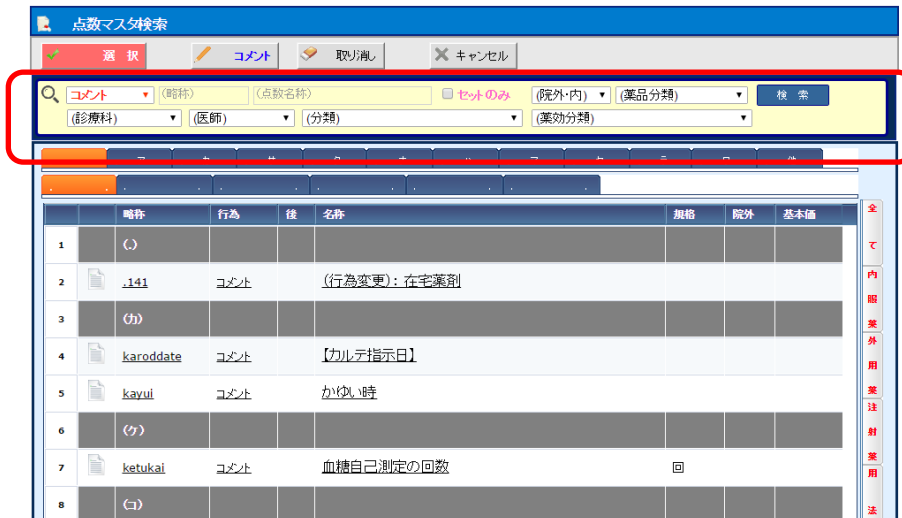 点数マスタ検索
選 択 コメント 取り消し キャンセル
コメント (略称) (点数名称) セットのみ (院外・内) (薬品分類) 検 索
(診療科) (医師) (分類) (薬効分類)
略称 行為 後 名称 規格 院外 基本価
1 (.)
2 .141 コメント (行為変更): 在宅薬剤
3 (カ)
4 karoddate コメント 【カルテ指示日】
5 kayui コメント かゆい時
6 (ケ)
7 ketukai コメント 血糖自己測定の回数 回
8 (コ)
全て
内服薬
外用薬
注射薬
用法